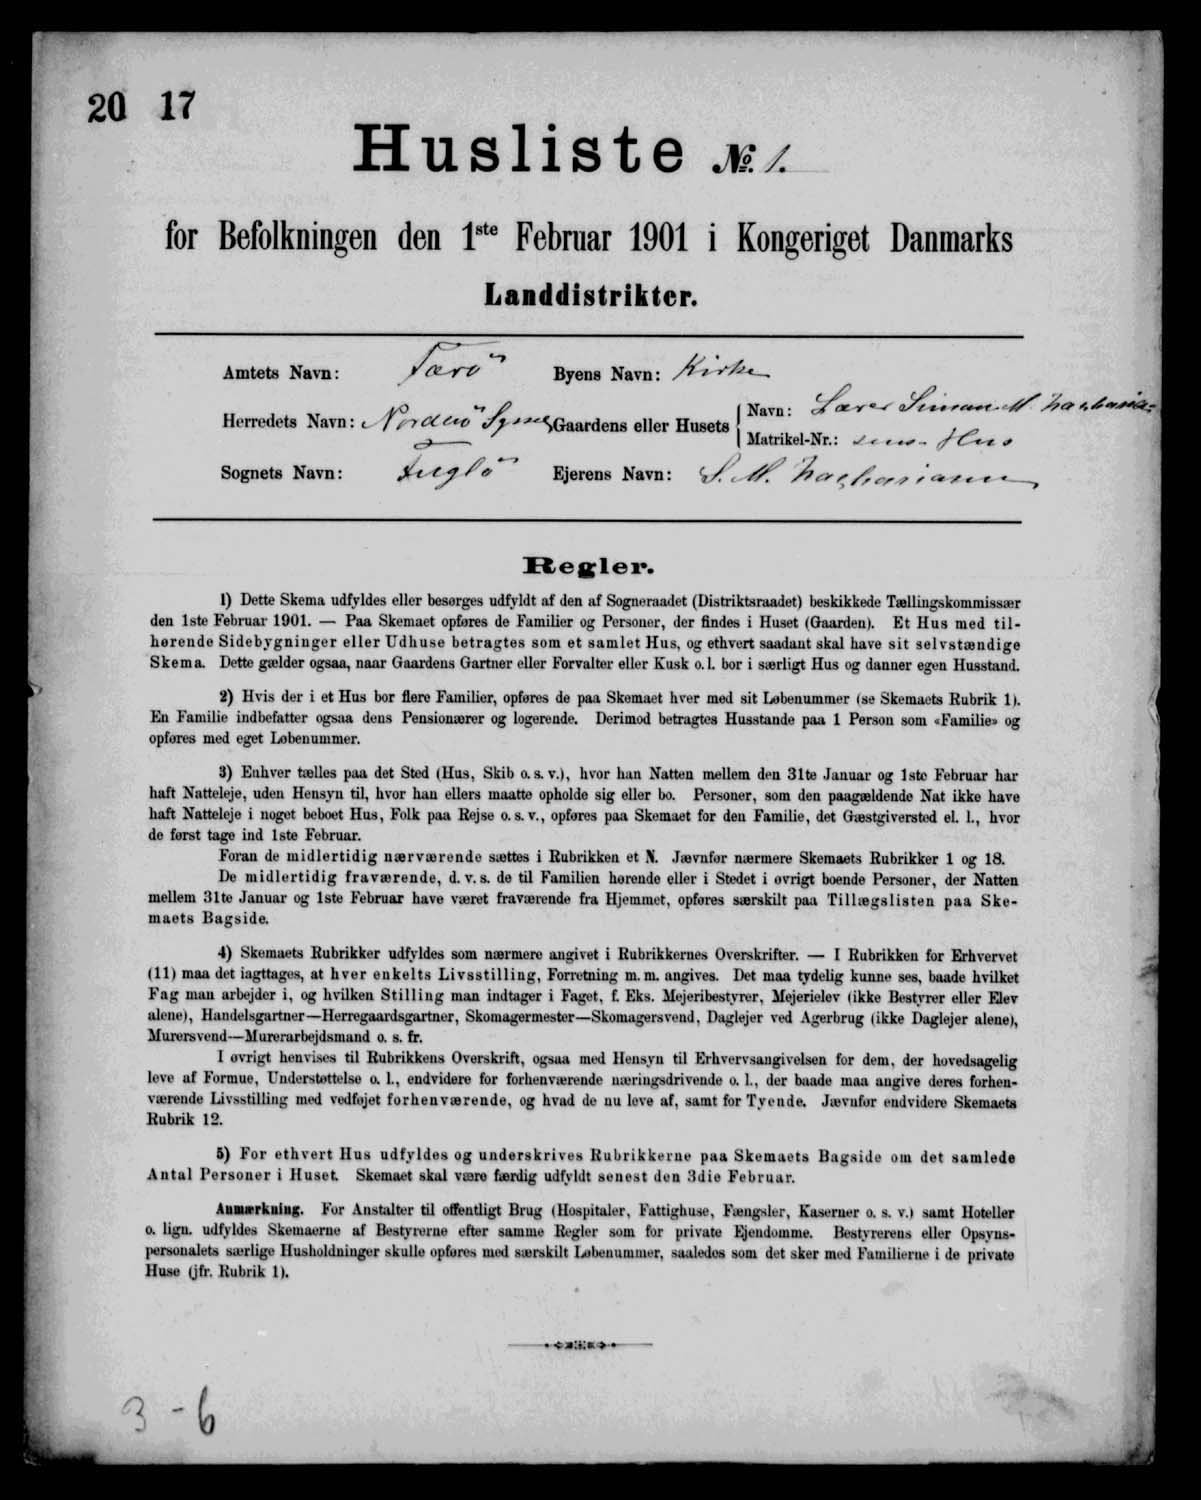 20 17
Husliste № 1.
for Befolkningen den 1ste Februar 1901 i Kongeriget Danmarks
Landdistrikter.
Amtets Navn: Færö Byens Navn: Kirke
Herredets Navn: Norderö Syssel Gaardens eller Husets Navn: Lærer Simon M. Zacharia-
Matrikel-Nr.: sens Hus
Sognets Navn: Fuglö Ejerens Navn: S. M. Zachariasen
Regler.
1) Dette Skema udfyldes eller besørges udfyldt af den af Sogneraadet (Distriktsraadet) beskikkede Tællingskommissær
den 1ste Februar 1901. — Paa Skemaet opføres de Familier og Personer, der findes i Huset (Gaarden). Et Hus med til-
hørende Sidebygninger eller Udhuse betragtes som et samlet Hus, og ethvert saadant skal have sit selvstændige
Skema. Dette gælder ogsaa, naar Gaardens Gartner eller Forvalter eller Kusk o. l. bor i særligt Hus og danner egen Husstand.
2) Hvis der i et Hus bor flere Familier, opføres de paa Skemaet hver med sit Løbenummer (se Skemaets Rubrik 1).
En Familie indbefatter ogsaa dens Pensionærer og logerende. Derimod betragtes Husstande paa 1 Person som «Familie» og
opføres med eget Løbenummer.
3) Enhver tælles paa det Sted (Hus, Skib o. s. v.), hvor han Natten mellem den 31te Januar og 1ste Februar har
haft Natteleje, uden Hensyn til, hvor han ellers maatte opholde sig eller bo. Personer, som den paagældende Nat ikke have
haft Natteleje i noget beboet Hus, Folk paa Rejse o. s. v., opføres paa Skemaet for den Familie, det Gæstgiversted el. l., hvor
de først tage ind 1ste Februar.
Foran de midlertidig nærværende sættes i Rubrikken et N. Jævnfør nærmere Skemaets Rubrikker 1 og 18.
De midlertidig fraværende, d. v. s. de til Familien hørende eller i Stedet i øvrigt boende Personer, der Natten
mellem 31te Januar og 1ste Februar have været fraværende fra Hjemmet, opføres særskilt paa Tillægslisten paa Ske-
maets Bagside.
4) Skemaets Rubrikker udfyldes som nærmere angivet i Rubrikkernes Overskrifter. — I Rubrikken for Erhvervet
(11) maa det iagttages, at hver enkelts Livsstilling, Forretning m. m. angives. Det maa tydelig kunne ses, baade hvilket
Fag man arbejder i, og hvilken Stilling man indtager i Faget, f. Eks. Mejeribestyrer, Mejerielev (ikke Bestyrer eller Elev
alene), Handelsgartner—Herregaardsgartner, Skomagermester—Skomagersvend, Daglejer ved Agerbrug (ikke Daglejer alene),
Murersvend—Murerarbejdsmand o. s. fr.
I øvrigt henvises til Rubrikkens Overskrift, ogsaa med Hensyn til Erhvervsangivelsen for dem, der hovedsagelig
leve af Formue, Understøttelse o. l., endvidere for forhenværende næringsdrivende o. l., der baade maa angive deres forhen-
værende Livsstilling med vedføjet forhenværende, og hvad de nu leve af, samt for Tyende. Jævnfør endvidere Skemaets
Rubrik 12.
5) For ethvert Hus udfyldes og underskrives Rubrikkerne paa Skemaets Bagside om det samlede
Antal Personer i Huset. Skemaet skal være færdig udfyldt senest den 3die Februar.
Anmærkning. For Anstalter til offentligt Brug (Hospitaler, Fattighuse, Fængsler, Kaserner o. s. v.) samt Hoteller
o. lign. udfyldes Skemaerne af Bestyrerne efter samme Regler som for private Ejendomme. Bestyrerens eller Opsyns-
personalets særlige Husholdninger skulle opføres med særskilt Løbenummer, saaledes som det sker med Familierne i de private
Huse (jfr. Rubrik 1).
3 - 6